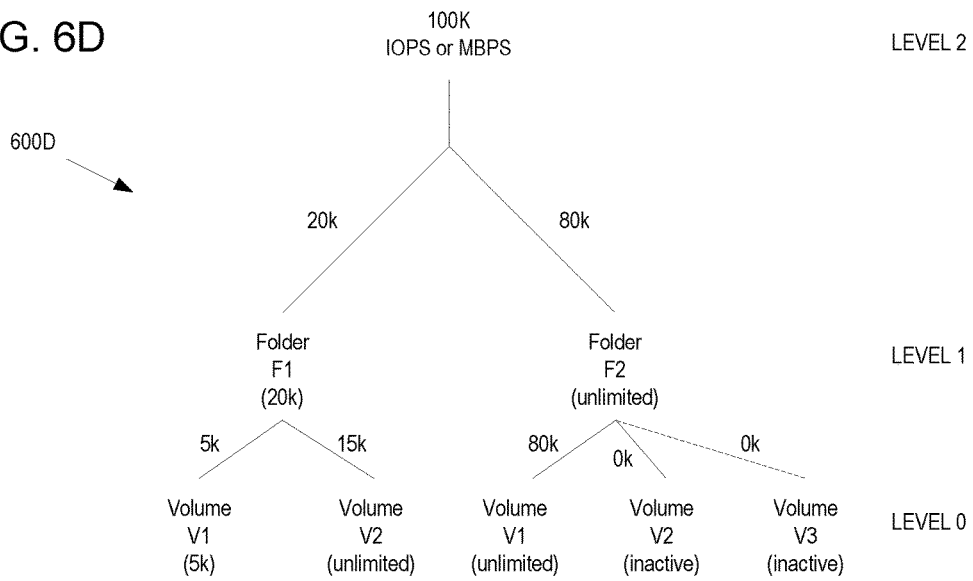 G. 6D
100K
IOPS or MBPS
LEVEL 2
600D
20k
80k
Folder
F1
(20k)
Folder
F2
(unlimited)
LEVEL 1
5k
15k
80k
0k
0k
Volume
V1
(5k)
Volume
V2
(unlimited)
Volume
V1
(unlimited)
Volume
V2
(inactive)
Volume
V3
(inactive)
LEVEL 0